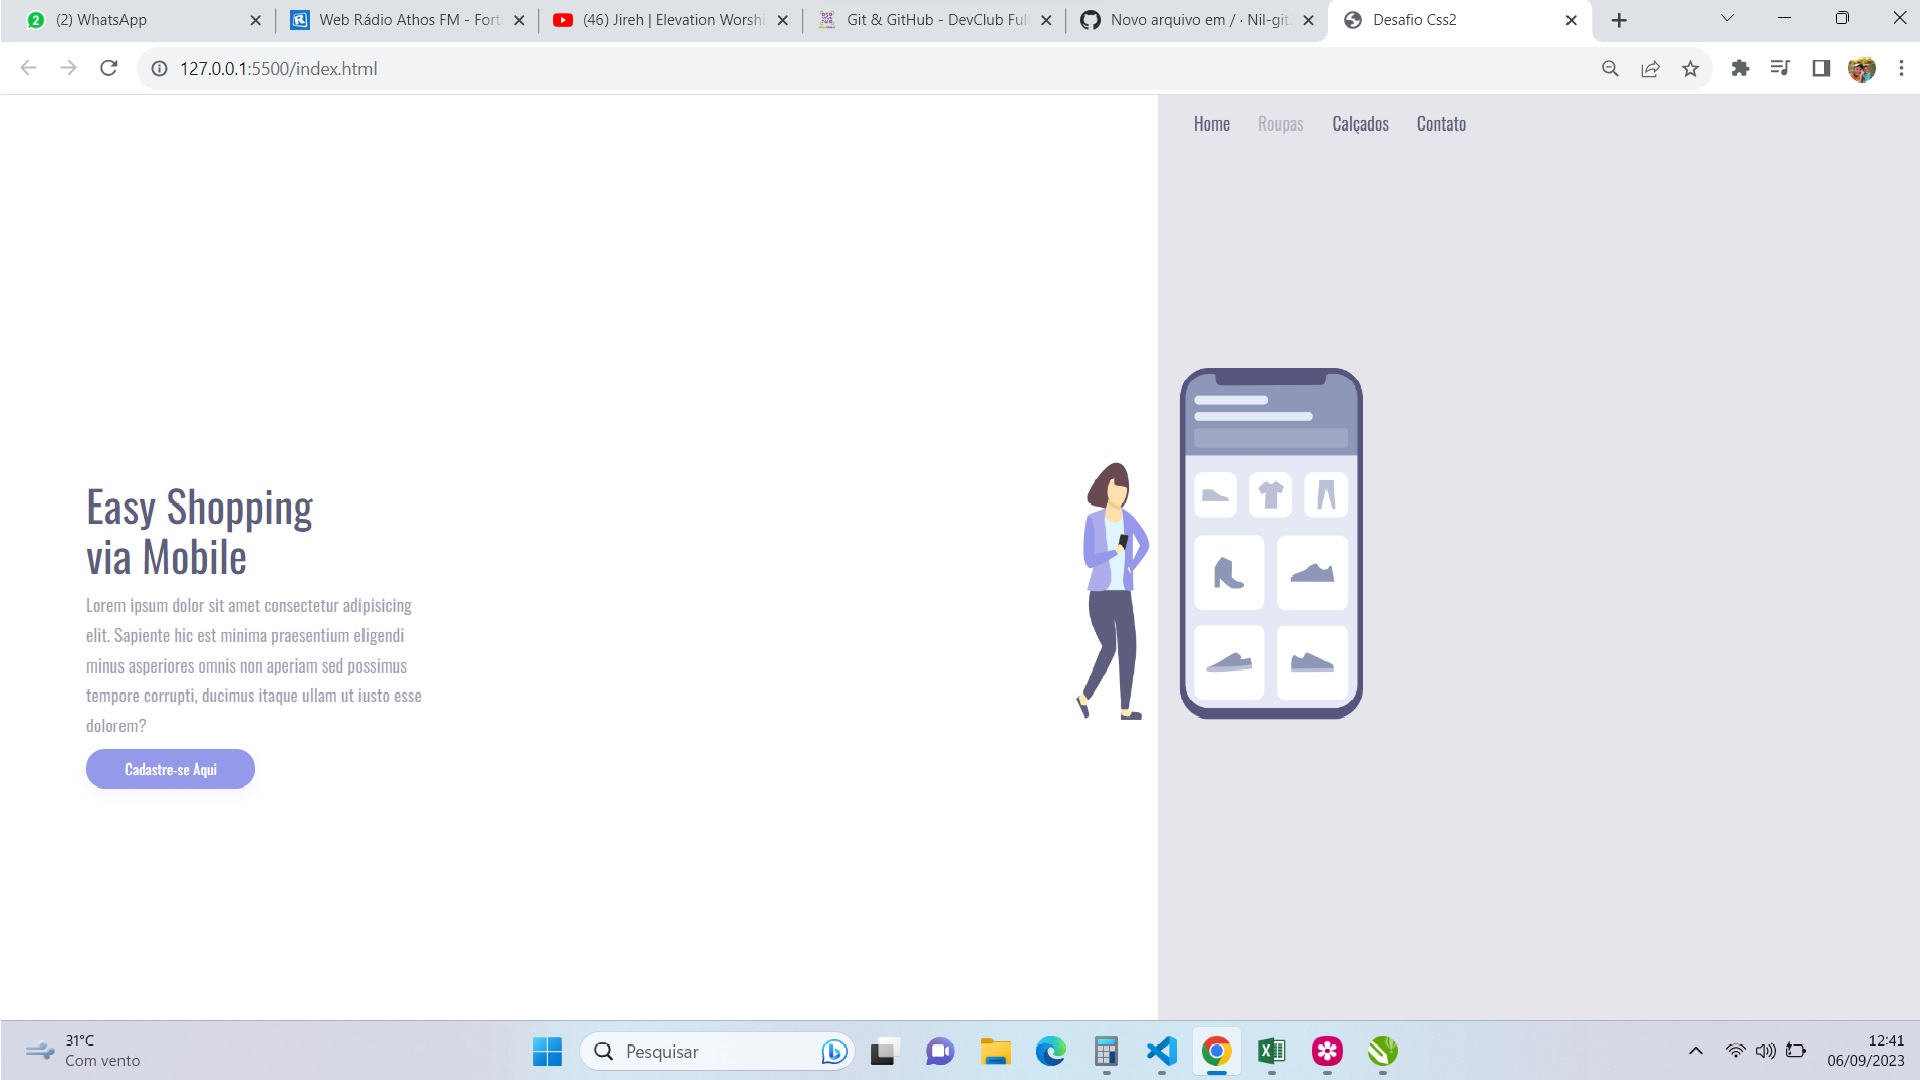 2
(2) WhatsApp
Web Rádio Athos FM - Fort
(46) Jireh | Elevation Worshi
Git & GitHub - DevClub Full
Novo arquivo em / · Nil-git
Desafio Css2
127.0.0.1:5500/index.html
Home
Roupas
Calçados
Contato
Easy Shopping
via Mobile
Lorem ipsum dolor sit amet consectetur adipisicing
elit. Sapiente hic est minima praesentium eligendi
minus asperiores omnis non aperiam sed possimus
tempore corrupti, ducimus itaque ullam ut iusto esse
dolorem?
Cadastre-se Aqui
31°C
Com vento
Pesquisar
12:41
06/09/2023